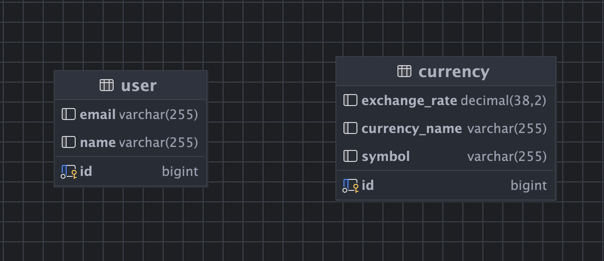 user
email varchar(255)
name varchar(255)
id bigint
currency
exchange_rate decimal(38,2)
currency_name varchar(255)
symbol varchar(255)
id bigint